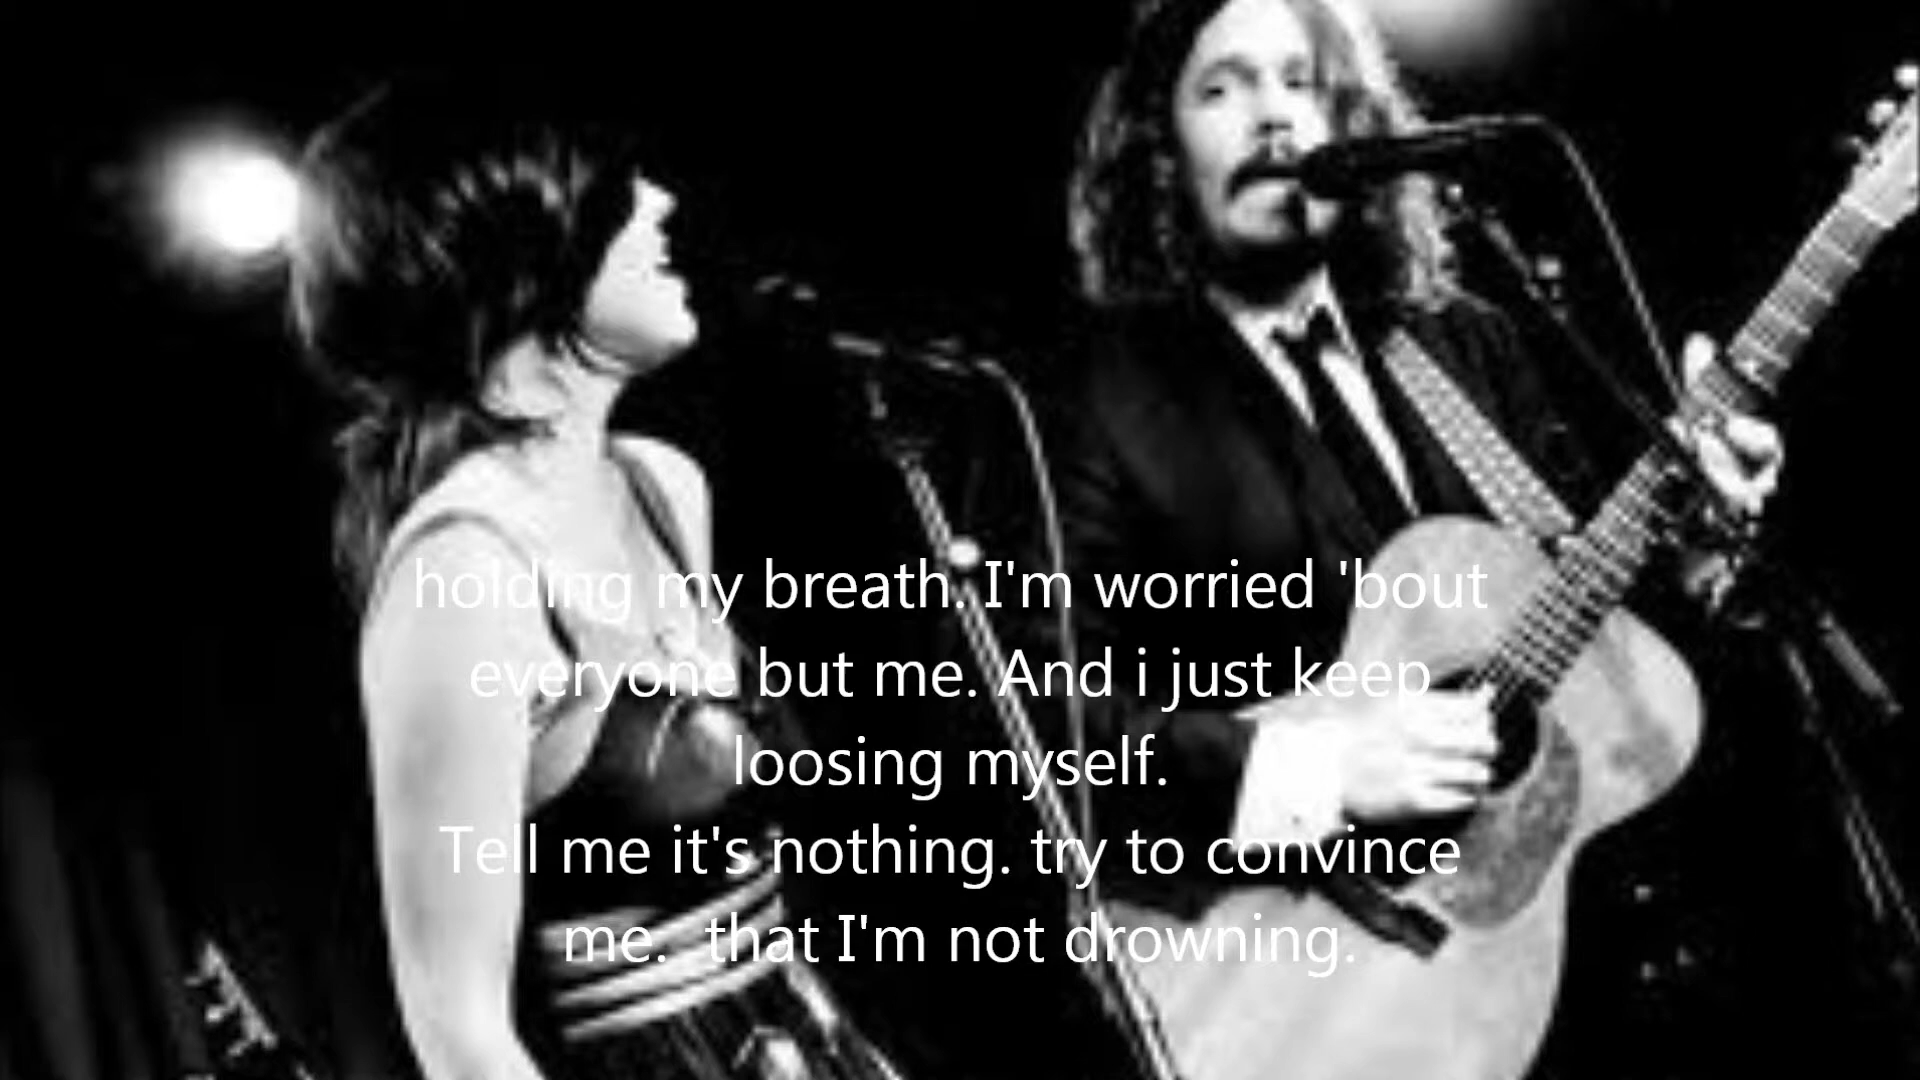 holding my breath. I'm worried 'bout
everyone but me. And i just keep
loosing myself.
Tell me it's nothing. try to convince
me.  that I'm not drowning.